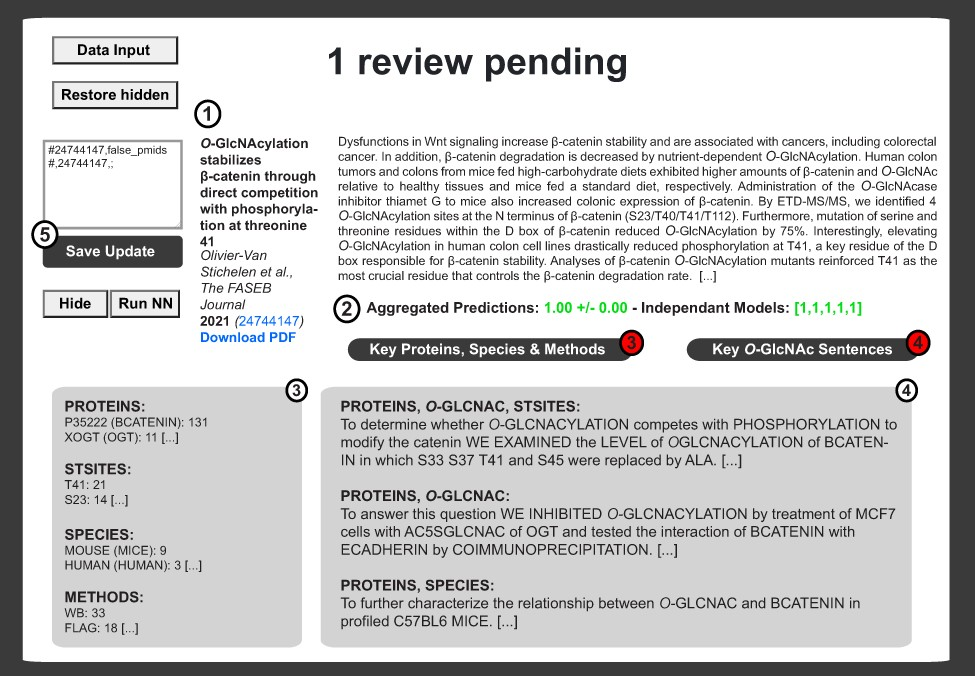 Data Input
1 review pending
Restore hidden
1
#24744147,false_pmids
#,24744147,;
5
Save Update
Hide
Run NN
O-GlcNAcylation
stabilizes
β-catenin through
direct competition
with phosphoryla-
tion at threonine
41
Olivier-Van
Stichelen et al.,
The FASEB
Journal
2021 (24744147)
Download PDF
Dysfunctions in Wnt signaling increase β-catenin stability and are associated with cancers, including colorectal
cancer. In addition, β-catenin degradation is decreased by nutrient-dependent O-GlcNAcylation. Human colon
tumors and colons from mice fed high-carbohydrate diets exhibited higher amounts of β-catenin and O-GlcNAc
relative to healthy tissues and mice fed a standard diet, respectively. Administration of the O-GlcNAcase
inhibitor thiamet G to mice also increased colonic expression of β-catenin. By ETD-MS/MS, we identified 4
O-GlcNAcylation sites at the N terminus of β-catenin (S23/T40/T41/T112). Furthermore, mutation of serine and
threonine residues within the D box of β-catenin reduced O-GlcNAcylation by 75%. Interestingly, elevating
O-GlcNAcylation in human colon cell lines drastically reduced phosphorylation at T41, a key residue of the D
box responsible for β-catenin stability. Analyses of β-catenin O-GlcNAcylation mutants reinforced T41 as the
most crucial residue that controls the β-catenin degradation rate. [...]
2 Aggregated Predictions: 1.00 +/- 0.00 - Independant Models: [1,1,1,1,1]
Key Proteins, Species & Methods 3
Key O-GlcNAc Sentences 4
3
PROTEINS:
P35222 (BCATENIN): 131
XOGT (OGT): 11 [...]
STSITES:
T41: 21
S23: 14 [...]
SPECIES:
MOUSE (MICE): 9
HUMAN (HUMAN): 3 [...]
METHODS:
WB: 33
FLAG: 18 [...]
4
PROTEINS, O-GLCNAC, STSITES:
To determine whether O-GLCNACYLATION competes with PHOSPHORYLATION to
modify the catenin WE EXAMINED the LEVEL of OGLCNACYLATION of BCATEN-
IN in which S33 S37 T41 and S45 were replaced by ALA. [...]
PROTEINS, O-GLCNAC:
To answer this question WE INHIBITED O-GLCNACYLATION by treatment of MCF7
cells with AC5SGLCNAC of OGT and tested the interaction of BCATENIN with
ECADHERIN by COIMMUNOPRECIPITATION. [...]
PROTEINS, SPECIES:
To further characterize the relationship between O-GLCNAC and BCATENIN in
profiled C57BL6 MICE. [...]